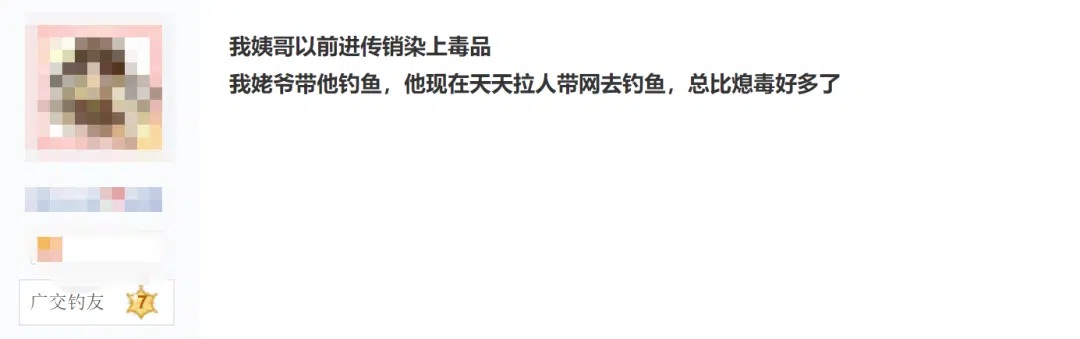 我姨哥以前进传销染上毒品
我姥爷带他钓鱼，他现在天天拉人带网去钓鱼，总比熄毒好多了
广交钓友 7